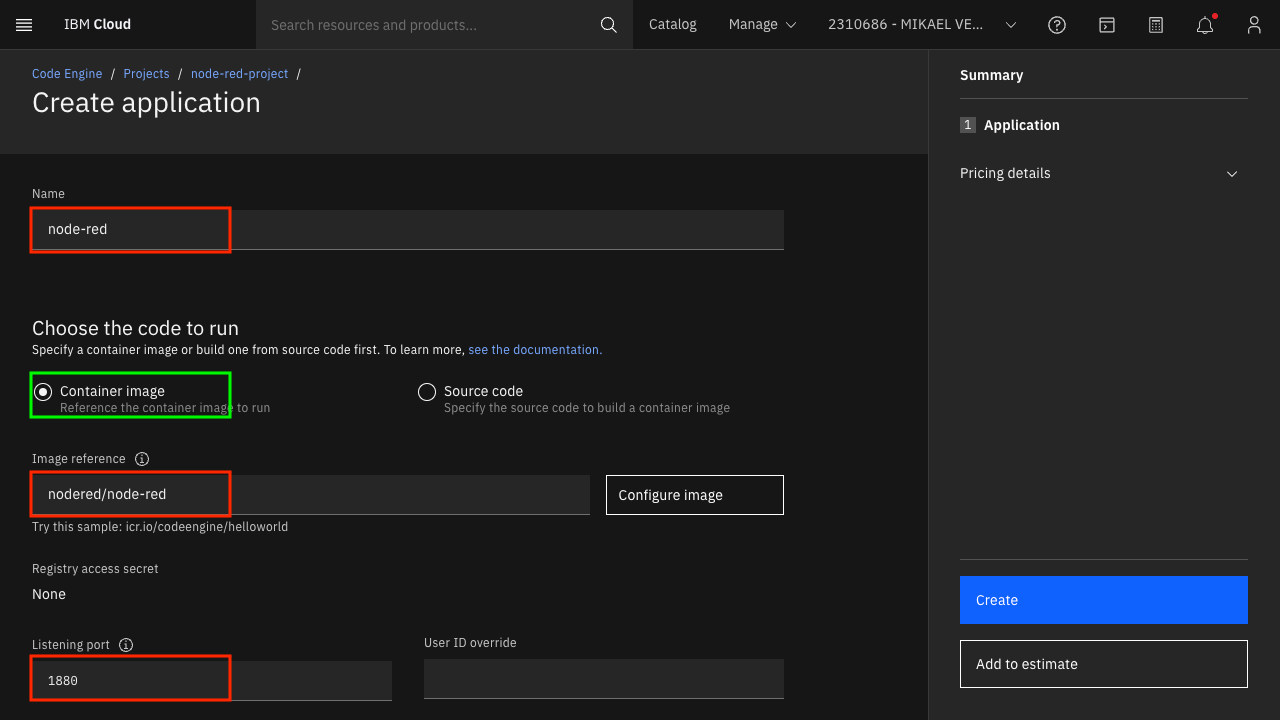 IBM Cloud
Search resources and products...
Catalog
Manage
2310686 - MIKAEL VE...
Code Engine / Projects / node-red-project /
Create application
Name
node-red
Choose the code to run
Specify a container image or build one from source code first. To learn more, see the documentation.
Container image
Reference the container image to run
Source code
Specify the source code to build a container image
Image reference
nodered/node-red
Configure image
Try this sample: icr.io/codeengine/helloworld
Registry access secret
None
Listening port
1880
User ID override
Summary
1 Application
Pricing details
Create
Add to estimate